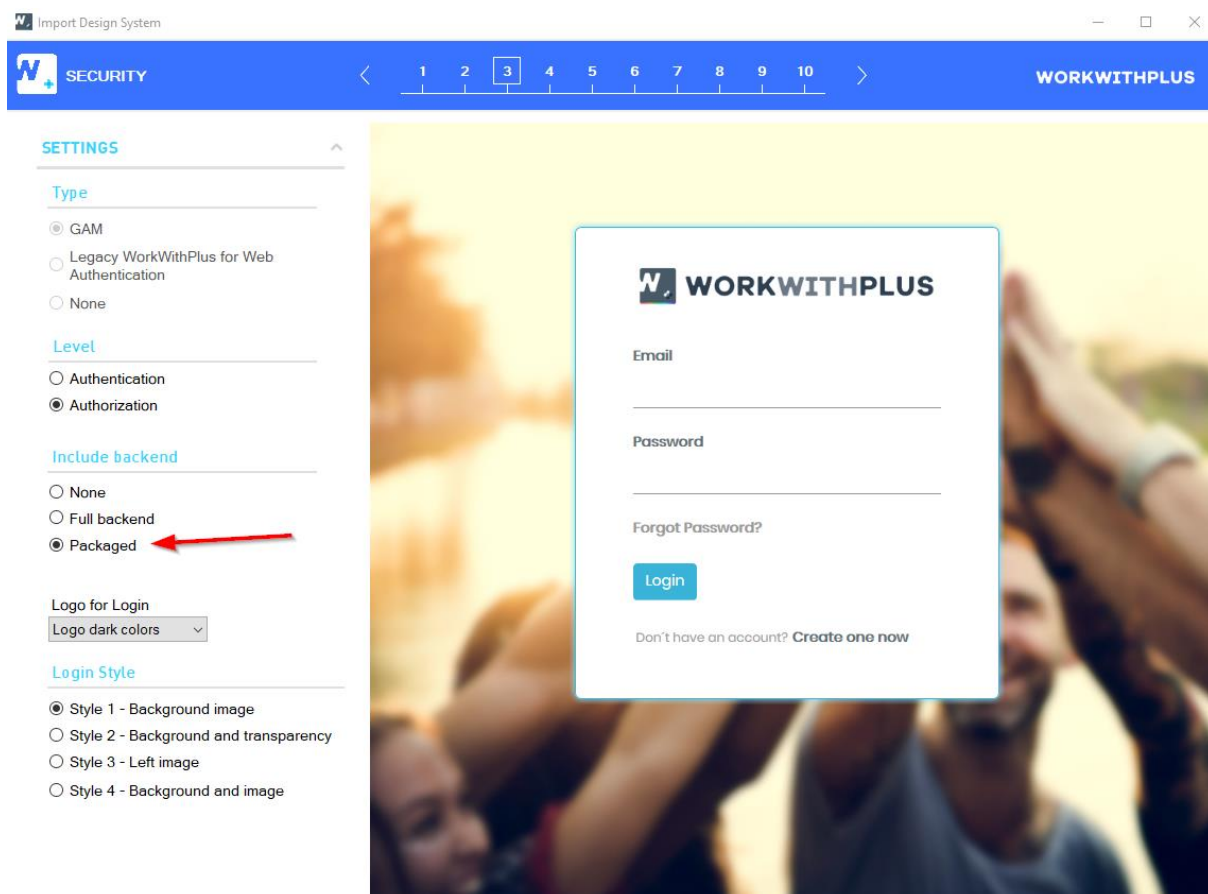 Import Design System
SECURITY
1 2 3 4 5 6 7 8 9 10
WORKWITHPLUS
SETTINGS
Type
GAM
Legacy WorkWithPlus for Web
Authentication
None
Level
Authentication
Authorization
Include backend
None
Full backend
Packaged
Logo for Login
Logo dark colors
Login Style
Style 1 - Background image
Style 2 - Background and transparency
Style 3 - Left image
Style 4 - Background and image
WORKWITHPLUS
Email
Password
Forgot Password?
Login
Don´t have an account? Create one now